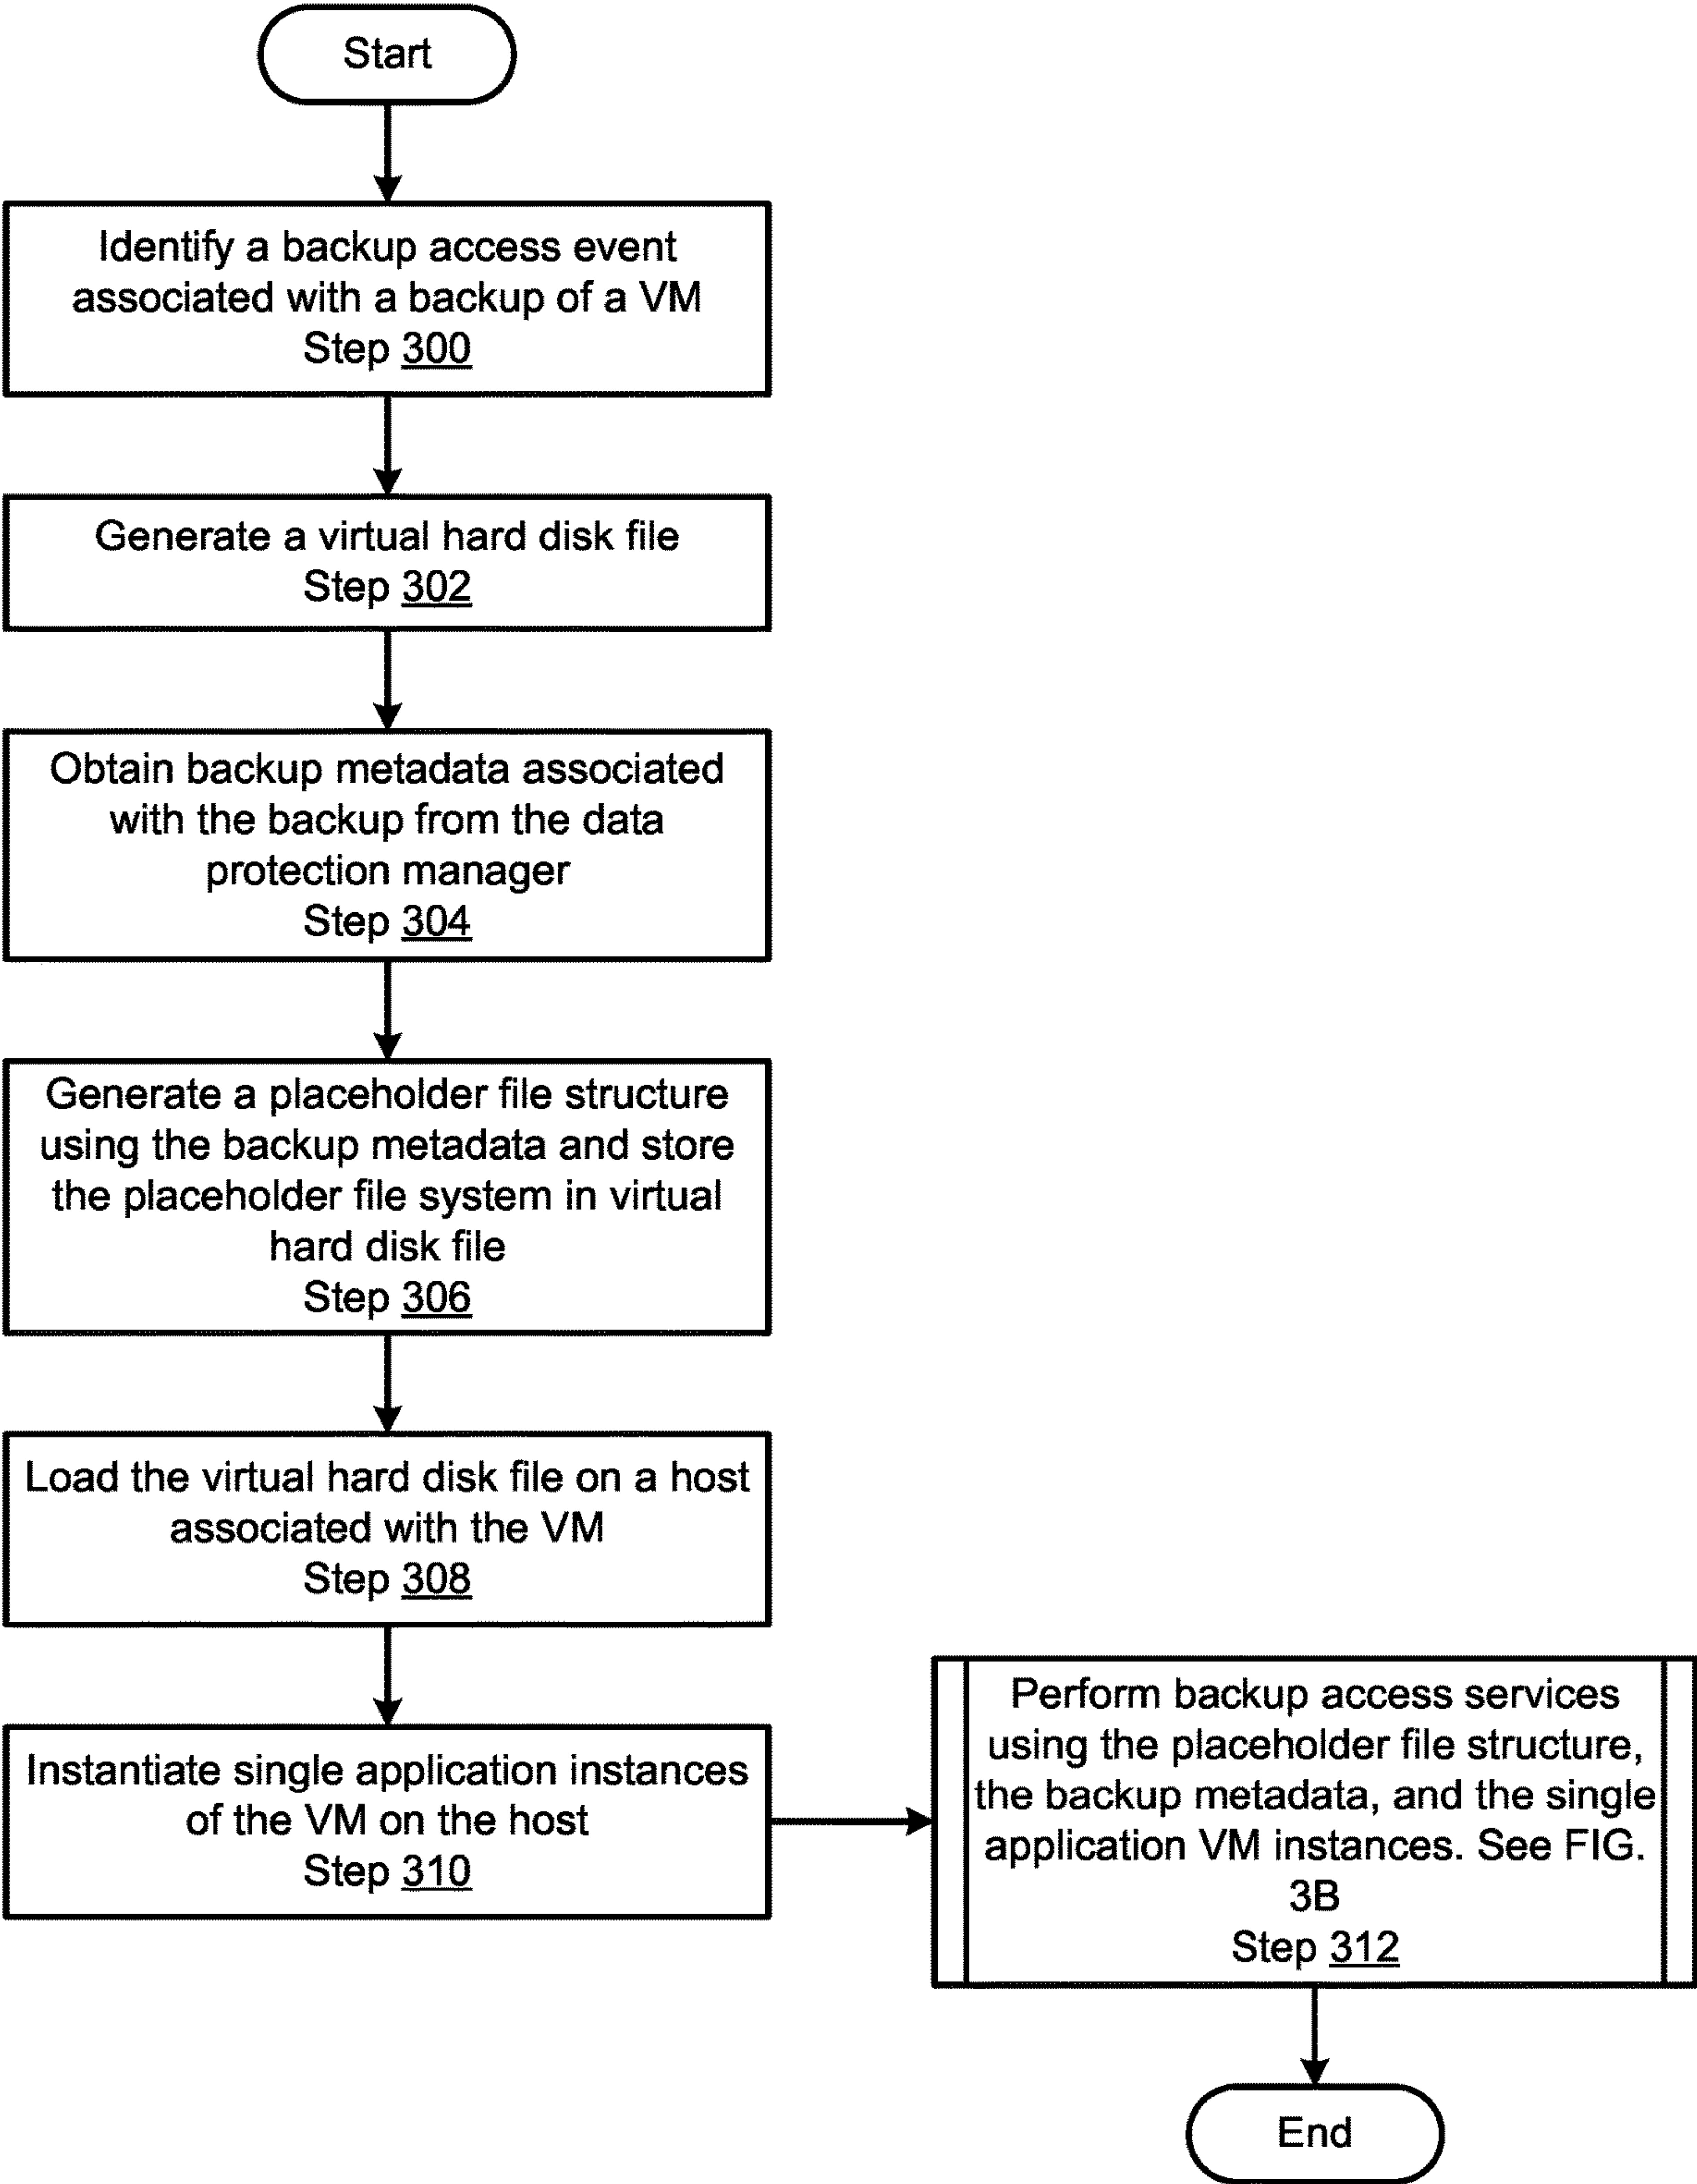 Start
Identify a backup access event
associated with a backup of a VM
Step 300
Generate a virtual hard disk file
Step 302
Obtain backup metadata associated
with the backup from the data
protection manager
Step 304
Generate a placeholder file structure
using the backup metadata and store
the placeholder file system in virtual
hard disk file
Step 306
Load the virtual hard disk file on a host
associated with the VM
Step 308
Instantiate single application instances
of the VM on the host
Step 310
Perform backup access services
using the placeholder file structure,
the backup metadata, and the single
application VM instances. See FIG.
3B
Step 312
End